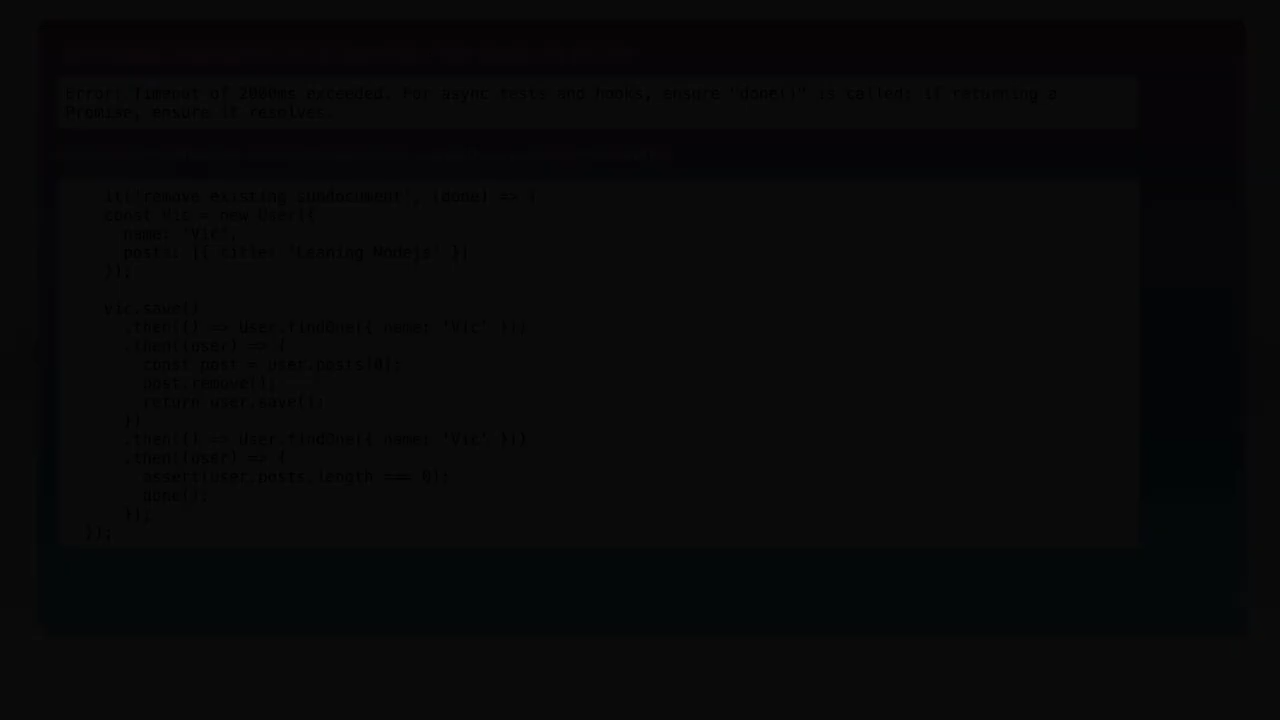 Error: Timeout of 2000ms exceeded. For async tests and hooks, ensure "done()" is called; if returning a
Promise, ensure it resolves.
it('remove existing subdocument', (done) => {
const Vic = new User({
name: 'Vic',
posts: [{ title: 'Leaning Nodejs' }]
});
vic.save()
.then(() => User.findOne({ name: 'Vic' }))
.then((user) => {
const post = user.posts[0];
post.remove();
return user.save();
})
.then(() => User.findOne({ name: 'Vic' }))
.then((user) => {
assert(user.posts.length === 0);
done();
});
});